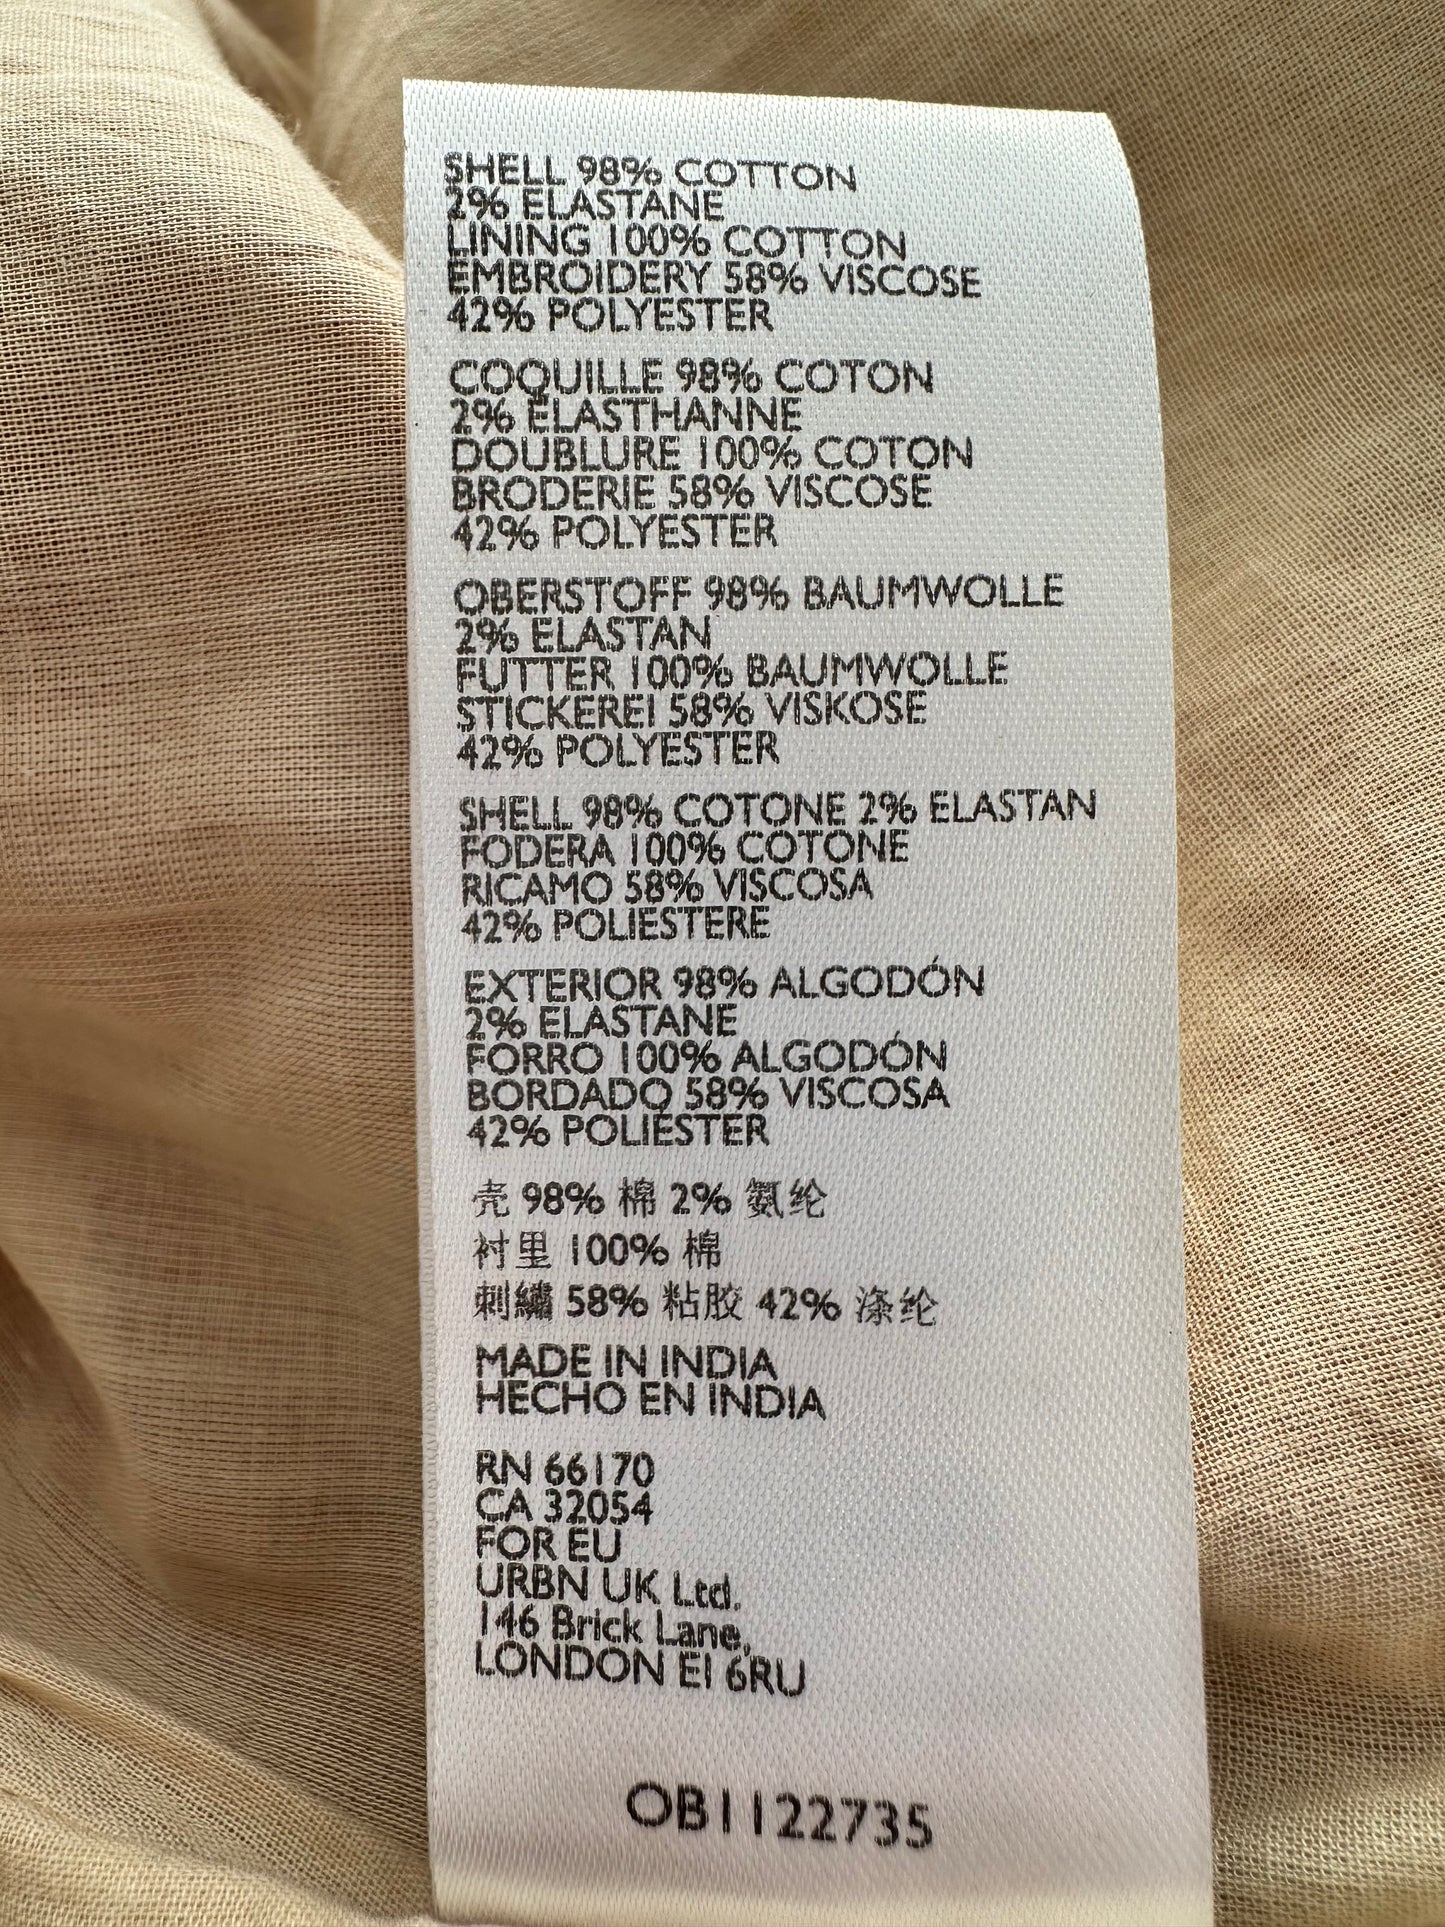 SHELL 98% COTTON
2% ELASTANE
LINING 100% COTTON
EMBROIDERY 58% VISCOSE
42% POLYESTER
COQUILLE 98% COTON
2% ÉLASTHANNE
DOUBLURE 100% COTON
BRODERIE 58% VISCOSE
42% POLYESTER
OBERSTOFF 98% BAUMWOLLE
2% ELASTAN
FUTTER 100% BAUMWOLLE
STICKEREI 58% VISKOSE
42% POLYESTER
SHELL 98% COTONE 2% ELASTAN
FODERA 100% COTONE
RICAMO 58% VISCOSA
42% POLIESTERE
EXTERIOR 98% ALGODÓN
2% ELASTANE
FORRO 100% ALGODÓN
BORDADO 58% VISCOSA
42% POLIÉSTER
壳 98% 棉 2% 氨纶
衬里 100% 棉
刺繡 58% 粘胶 42% 涤纶
MADE IN INDIA
HECHO EN INDIA
RN 66170
CA 32054
FOR EU
URBN UK Ltd.
146 Brick Lane,
LONDON E1 6RU
OB1122735